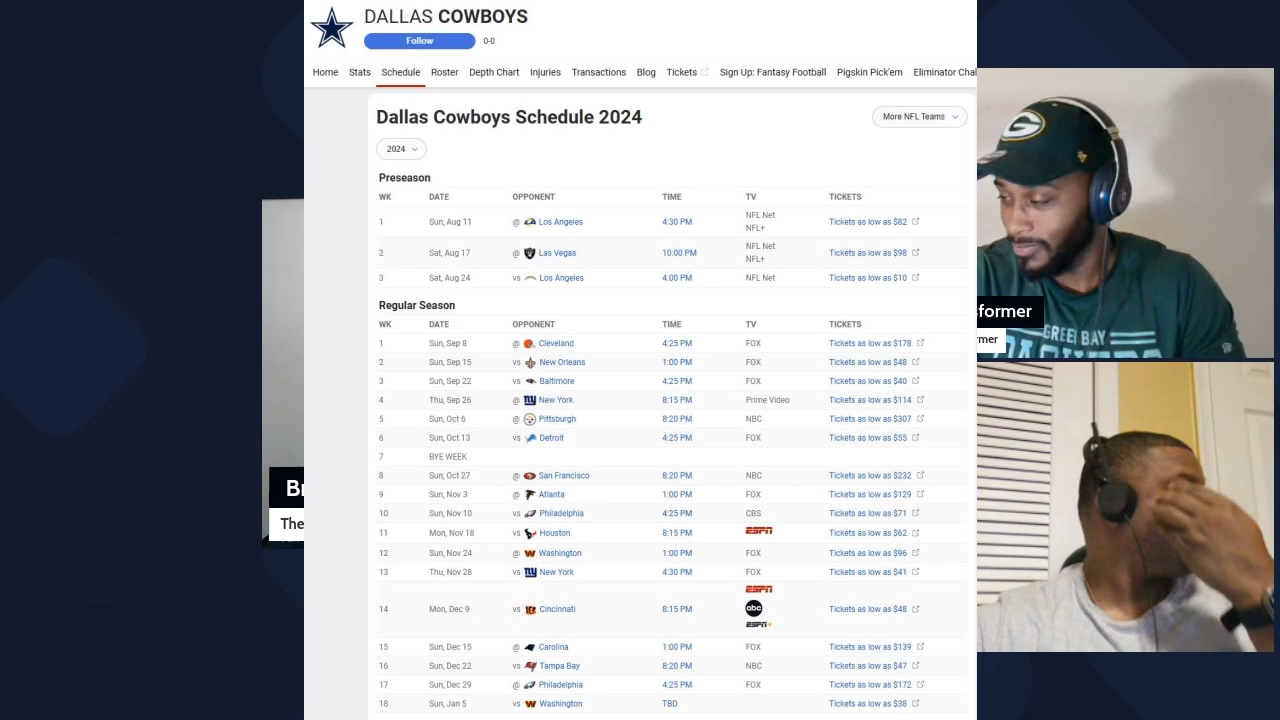 DALLAS COWBOYS
Follow 0-0
Home Stats Schedule Roster Depth Chart Injuries Transactions Blog Tickets Sign Up: Fantasy Football Pigskin Pick'em Eliminator Chal
Dallas Cowboys Schedule 2024
More NFL Teams
2024
Preseason
WK DATE OPPONENT TIME TV TICKETS
1 Sun, Aug 11 @ Los Angeles 4:30 PM NFL Net NFL+ Tickets as low as $82
2 Sat, Aug 17 @ Las Vegas 10:00 PM NFL Net NFL+ Tickets as low as $98
3 Sat, Aug 24 vs Los Angeles 4:00 PM NFL Net Tickets as low as $10
Regular Season
WK DATE OPPONENT TIME TV TICKETS
1 Sun, Sep 8 @ Cleveland 4:25 PM FOX Tickets as low as $178
2 Sun, Sep 15 vs New Orleans 1:00 PM FOX Tickets as low as $48
3 Sun, Sep 22 vs Baltimore 4:25 PM FOX Tickets as low as $40
4 Thu, Sep 26 @ New York 8:15 PM Prime Video Tickets as low as $114
5 Sun, Oct 6 @ Pittsburgh 8:20 PM NBC Tickets as low as $307
6 Sun, Oct 13 vs Detroit 4:25 PM FOX Tickets as low as $55
7 BYE WEEK
8 Sun, Oct 27 @ San Francisco 8:20 PM NBC Tickets as low as $232
9 Sun, Nov 3 @ Atlanta 1:00 PM FOX Tickets as low as $129
10 Sun, Nov 10 vs Philadelphia 4:25 PM CBS Tickets as low as $71
11 Mon, Nov 18 vs Houston 8:15 PM ESPN Tickets as low as $62
12 Sun, Nov 24 @ Washington 1:00 PM FOX Tickets as low as $96
13 Thu, Nov 28 vs New York 4:30 PM FOX Tickets as low as $41
14 Mon, Dec 9 vs Cincinnati 8:15 PM ESPN abc ESPN+ Tickets as low as $48
15 Sun, Dec 15 @ Carolina 1:00 PM FOX Tickets as low as $139
16 Sun, Dec 22 vs Tampa Bay 8:20 PM NBC Tickets as low as $47
17 Sun, Dec 29 @ Philadelphia 4:25 PM FOX Tickets as low as $172
18 Sun, Jan 5 vs Washington TBD Tickets as low as $38
Br
The
G
sformer
rmer
GREEN BAY
PACKERS